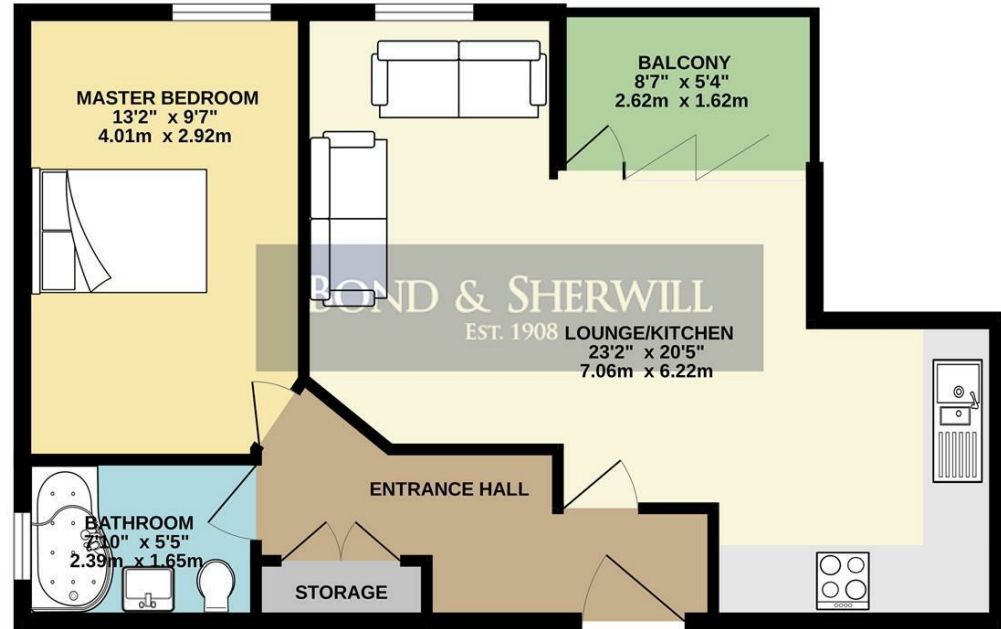 MASTER BEDROOM
13'2" x 9'7"
4.01m x 2.92m
BALCONY
8'7" x 5'4"
2.62m x 1.62m
BOND & SHERWILL
EST. 1908
LOUNGE/KITCHEN
23'2" x 20'5"
7.06m x 6.22m
ENTRANCE HALL
BATHROOM
7'10" x 5'5"
2.39m x 1.65m
STORAGE